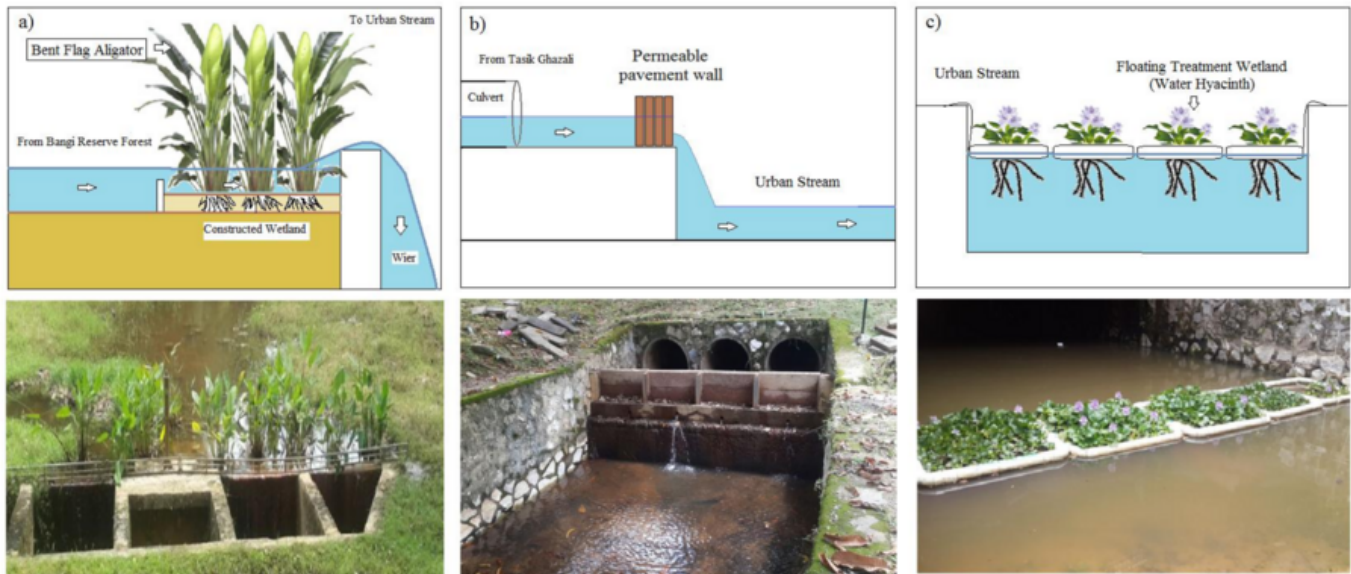 a)
To Urban Stream
Bent Flag Aligator
From Bangi Reserve Forest
Constructed Wetland
Wier
b)
From Tasik Ghazali
Permeable
pavement wall
Culvert
Urban Stream
c)
Urban Stream
Floating Treatment Wetland
(Water Hyacinth)